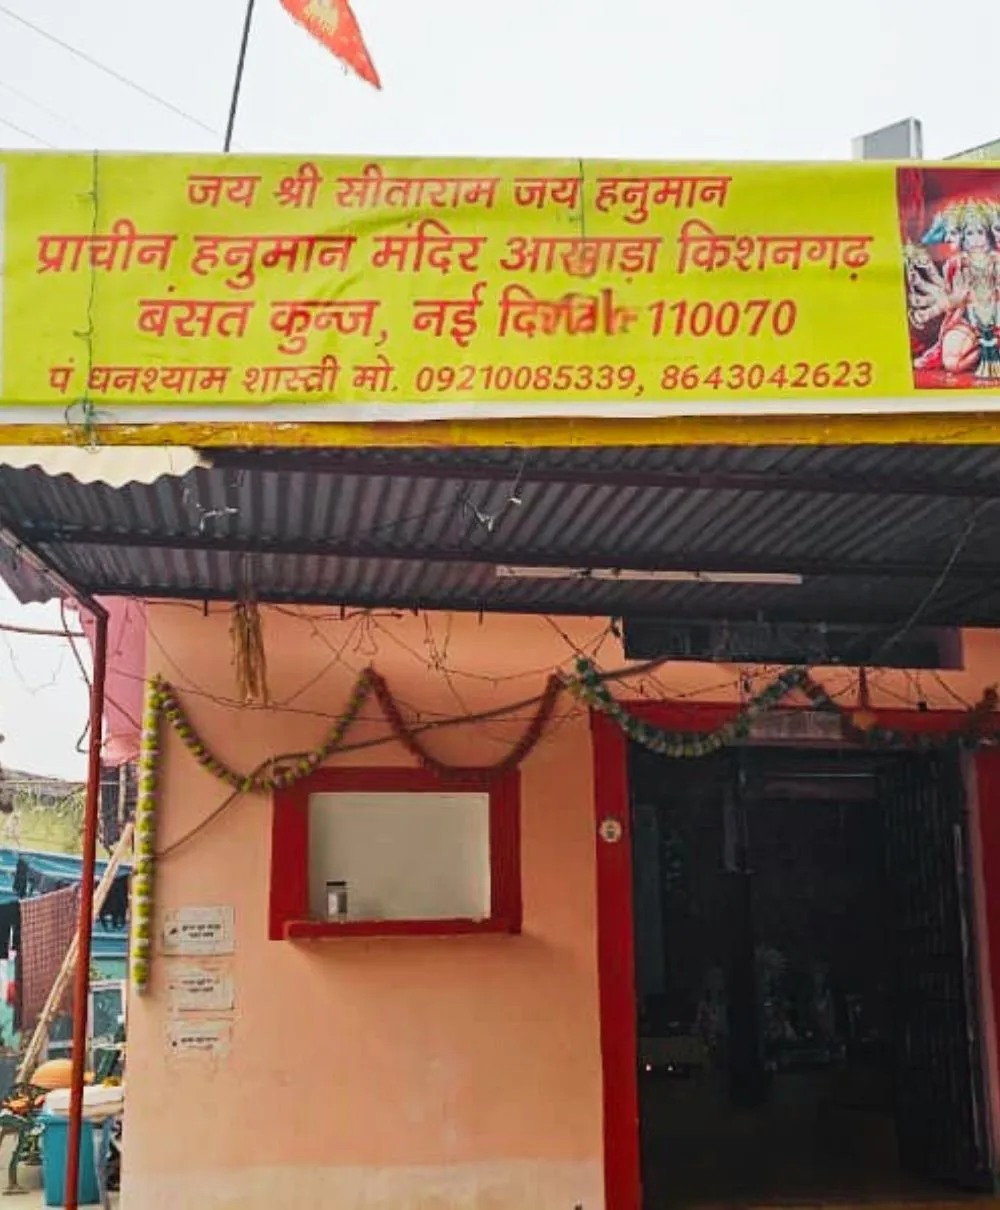 जय श्री सीताराम जय हनुमान
प्राचीन हनुमान मंदिर आखाड़ा किशनगढ़
बंसत कुन्ज, नई 110070
पं घनश्याम शास्त्री मो. 09210085339, 8643042623